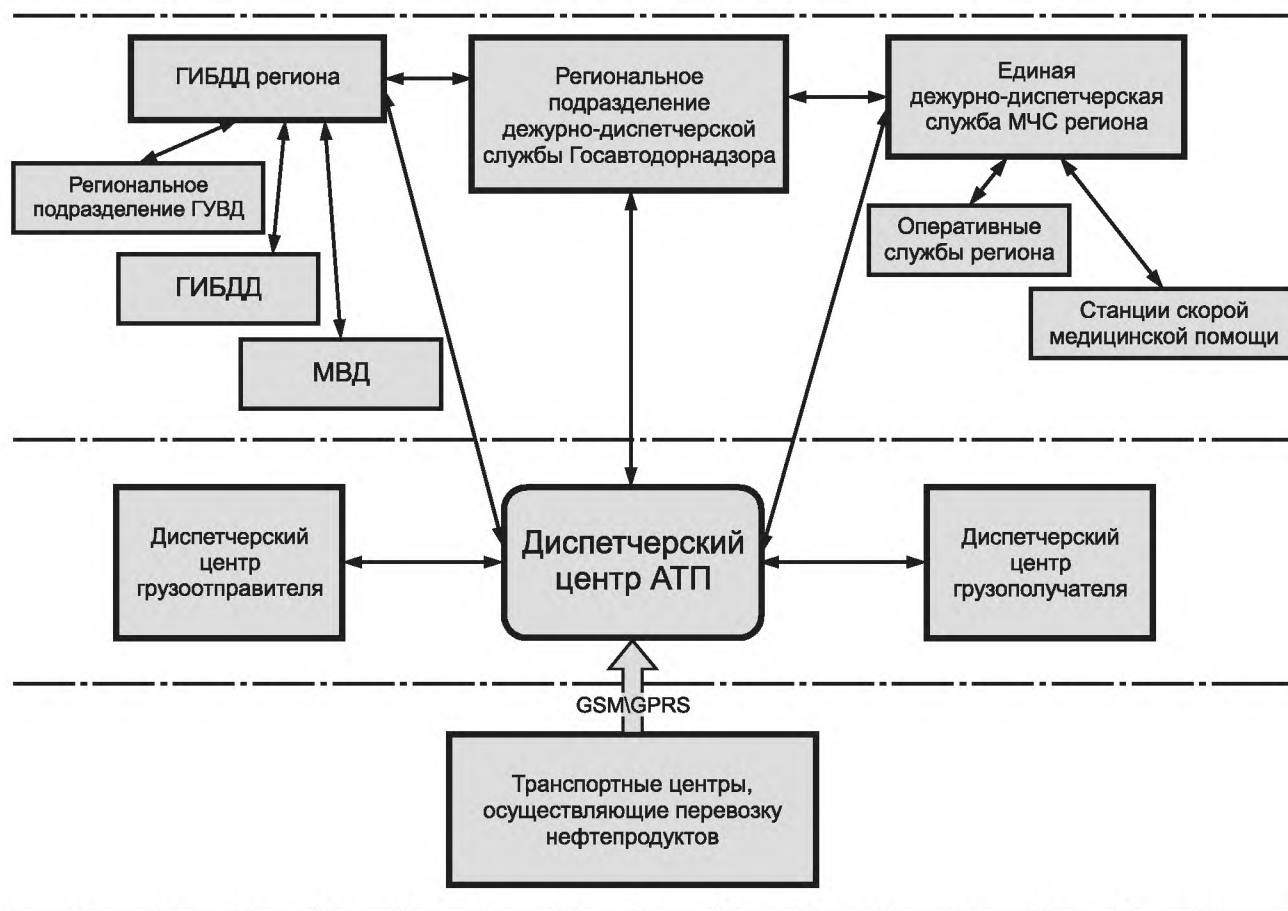 ГИБДД региона
Региональное
подразделение
дежурно-диспетчерской
службы Госавтодорнадзора
Единая
дежурно-диспетчерская
служба МЧС региона
Региональное
подразделение ГУВД
ГИБДД
МВД
Оперативные
службы региона
Станции скорой
медицинской помощи
Диспетчерский
центр
грузоотправителя
Диспетчерский
центр АТП
Диспетчерский
центр
грузополучателя
GSM\GPRS
Транспортные центры,
осуществляющие перевозку
нефтепродуктов